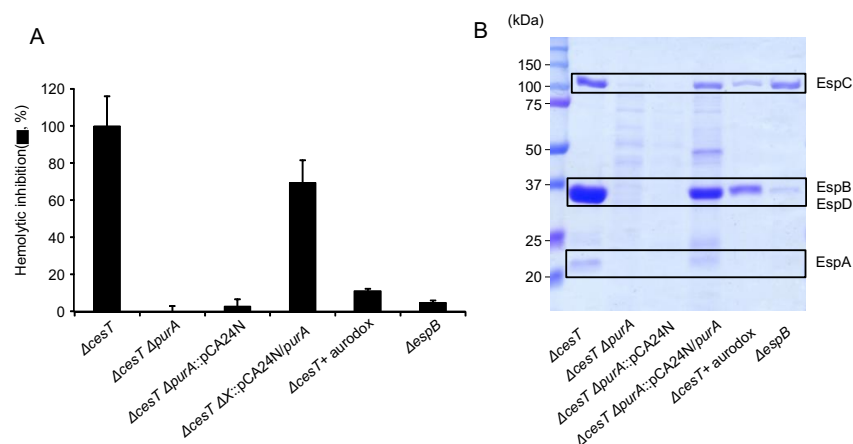 A
Hemolytic inhibition(■, %)
120
100
80
60
40
20
0
ΔcesT
ΔcesT ΔpurA
ΔcesT ΔpurA::pCA24N
ΔcesT ΔX::pCA24N/purA
ΔcesT+ aurodox
ΔespB
B
(kDa)
150
100
75
50
37
25
20
EspC
EspB
EspD
EspA
ΔcesT
ΔcesT ΔpurA
ΔcesT ΔpurA::pCA24N
ΔcesT ΔpurA::pCA24N/purA
ΔcesT+ aurodox
ΔespB